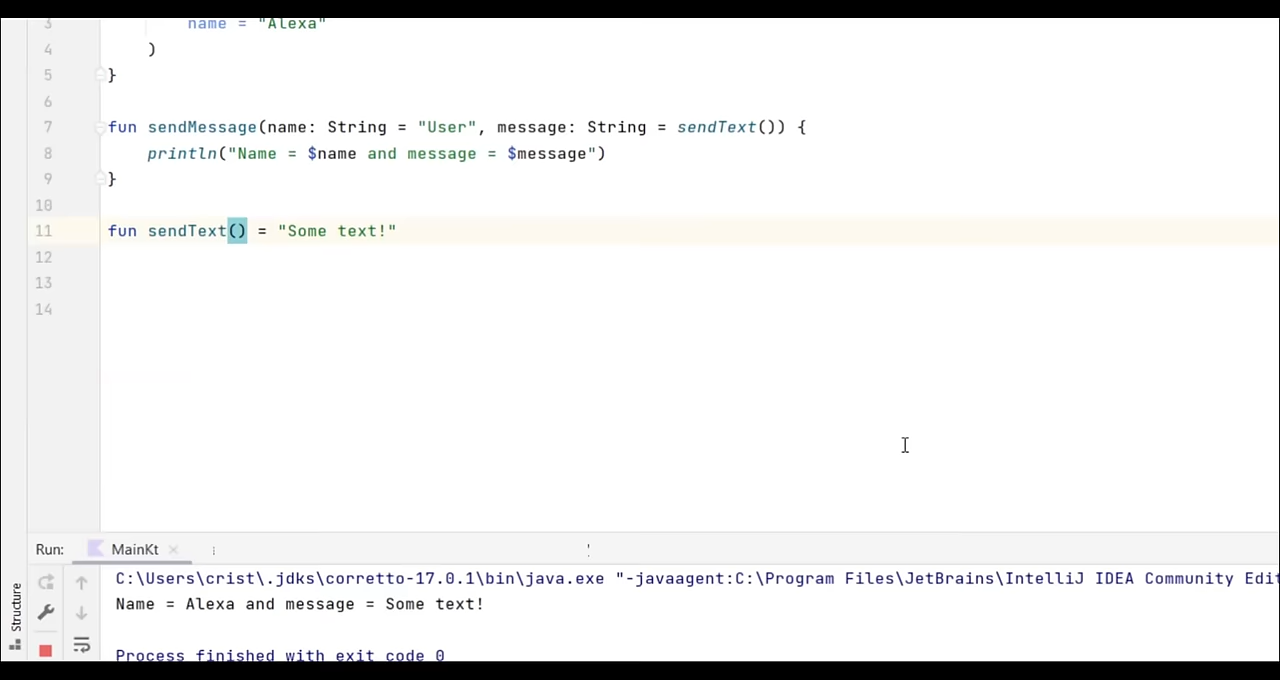 3 name = "Alexa"
4 )
5 }
6
7 fun sendMessage(name: String = "User", message: String = sendText()) {
8 println("Name = $name and message = $message")
9 }
10
11 fun sendText() = "Some text!"
12
13
14
Run: MainKt
C:\Users\crist\.jdks\corretto-17.0.1\bin\java.exe "-javaagent:C:\Program Files\JetBrains\IntelliJ IDEA Community Edit
Name = Alexa and message = Some text!
Process finished with exit code 0
Structure